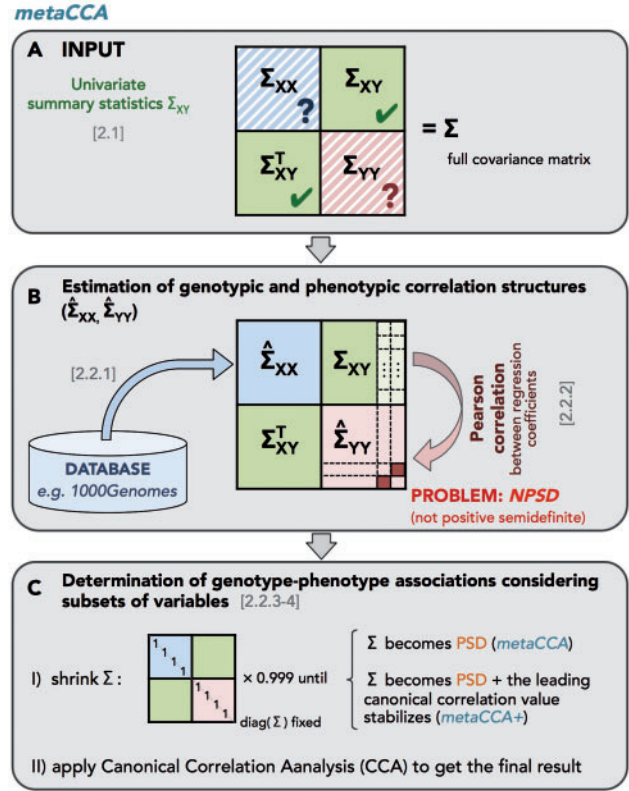 metaCCA
A INPUT
Univariate
summary statistics Σ_XY
[2.1]
Σ_XX
?
Σ_XY
✓
Σ_XY^T
✓
Σ_YY
?
= Σ
full covariance matrix
B Estimation of genotypic and phenotypic correlation structures
(Σ̂_XX, Σ̂_YY)
[2.2.1]
DATABASE
e.g. 1000Genomes
Σ̂_XX
Σ_XY
Σ_XY^T
Σ̂_YY
Pearson
correlation
between regression
coefficients
[2.2.2]
PROBLEM: NPSD
(not positive semidefinite)
C Determination of genotype-phenotype associations considering
subsets of variables [2.2.3-4]
I) shrink Σ :
1 1 1 1
1 1 1 1
× 0.999 until
diag(Σ) fixed
Σ becomes PSD (metaCCA)
Σ becomes PSD + the leading
canonical correlation value
stabilizes (metaCCA+)
II) apply Canonical Correlation Aanalysis (CCA) to get the final result